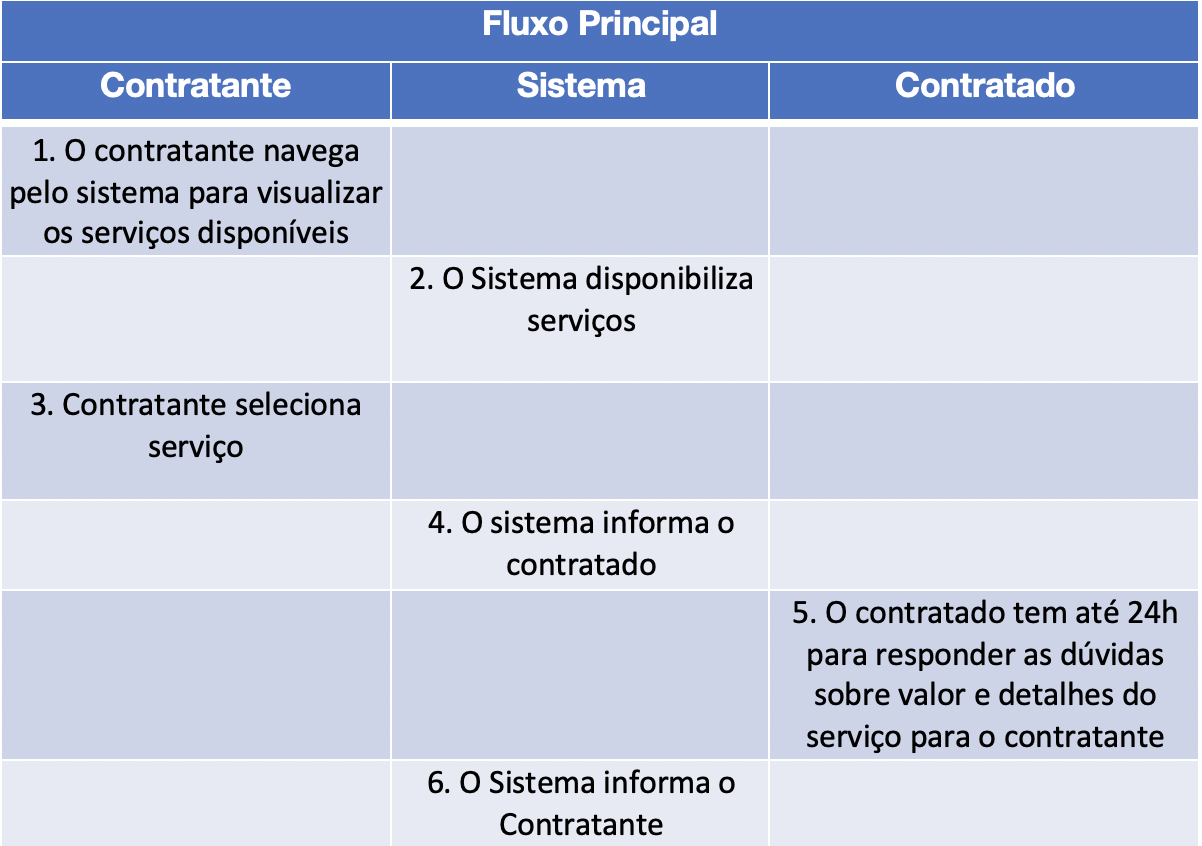 Fluxo Principal
Contratante
Sistema
Contratado
1. O contratante navega
pelo sistema para visualizar
os serviços disponíveis
2. O Sistema disponibiliza
serviços
3. Contratante seleciona
serviço
4. O sistema informa o
contratado
5. O contratado tem até 24h
para responder as dúvidas
sobre valor e detalhes do
serviço para o contratante
6. O Sistema informa o
Contratante